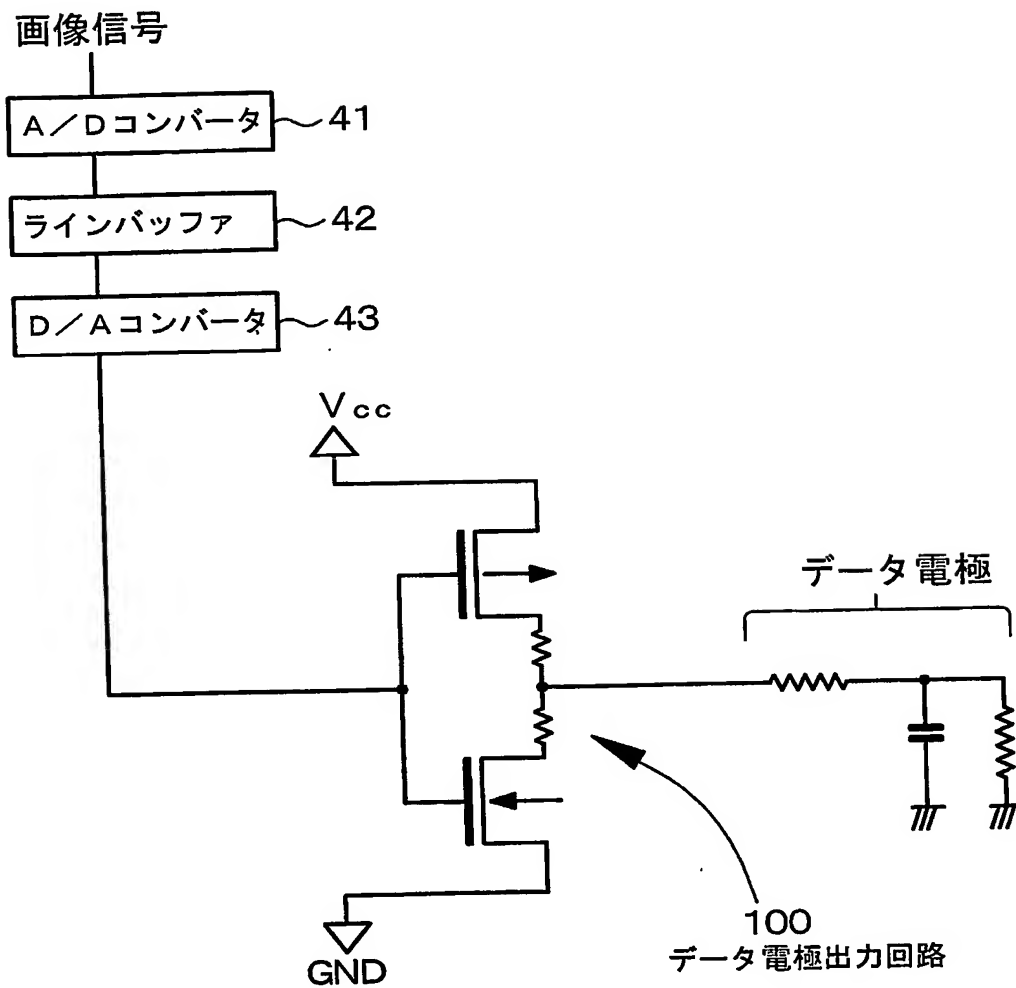 画像信号
A/Dコンバータ
41
ラインバッファ
42
D/Aコンバータ
43
Vcc
データ電極
100
データ電極出力回路
GND